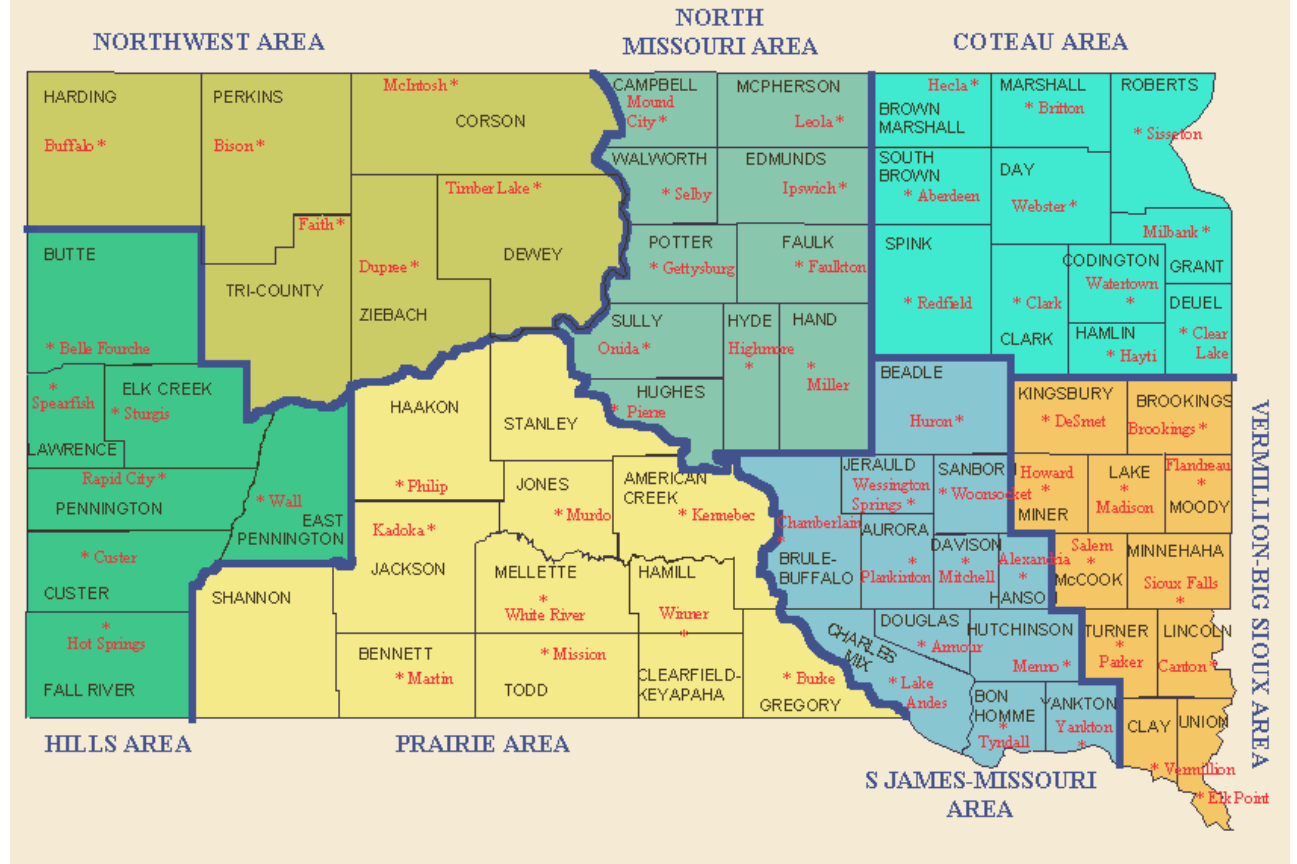 NORTHWEST AREA
NORTH
MISSOURI AREA
COTEAU AREA
HARDING
Buffalo *
PERKINS
Bison *
McIntosh *
CORSON
CAMPBELL
Mound
City *
MCPHERSON
Leola *
Hecla *
BROWN
MARSHALL
MARSHALL
* Britton
ROBERTS
* Sisseton
WALWORTH
* Selby
EDMUNDS
Ipswich *
SOUTH
BROWN
* Aberdeen
DAY
Webster *
Timber Lake *
DEWEY
Faith *
TRI-COUNTY
Dupree *
ZIEBACH
BUTTE
* Belle Fourche
POTTER
* Gettysburg
FAULK
* Faulkton
SPINK
* Redfield
Milbank *
GRANT
CODINGTON
Watertown
*
* Clark
CLARK
HAMLIN
* Hayti
DEUEL
* Clear
Lake
SULLY
Onida *
HYDE
Highmore
*
HAND
*
Miller
HUGHES
* Pierre
*
Spearfish
LAWRENCE
ELK CREEK
* Sturgis
HAAKON
* Philip
STANLEY
BEADLE
Huron *
KINGSBURY
* DeSmet
BROOKINGS
Brookings *
Rapid City *
PENNINGTON
*
Wall
EAST
PENNINGTON
JONES
* Murdo
AMERICAN
CREEK
* Kennebec
JERAULD
Wessington
Springs *
SANBOR
* Woonsocket
Howard
*
MINER
LAKE
*
Madison
Flandreau
*
MOODY
Kadoka *
JACKSON
Chamberlain
*
BRULE-
BUFFALO
AURORA
*
Plankinton
DAVISON
*
Mitchell
Alexandria
*
HANSON
Salem
*
McCOOK
MINNEHAHA
Sioux Falls
*
* Custer
CUSTER
SHANNON
MELLETTE
*
White River
HAMILL
Winner
*
*
Hot Springs
FALL RIVER
BENNETT
* Martin
* Mission
TODD
CLEARFIELD-
KEYAPAHA
* Burke
GREGORY
CHARLES
MIX
* Lake
Andes
DOUGLAS
* Armour
HUTCHINSON
Menno *
TURNER
*
Parker
LINCOLN
Canton *
BON
HOMME
*
Tyndall
YANKTON
Yankton
*
CLAY
UNION
* Vermillion
* Elk Point
VERMILLION-BIG SIOUX AREA
HILLS AREA
PRAIRIE AREA
S JAMES-MISSOURI
AREA